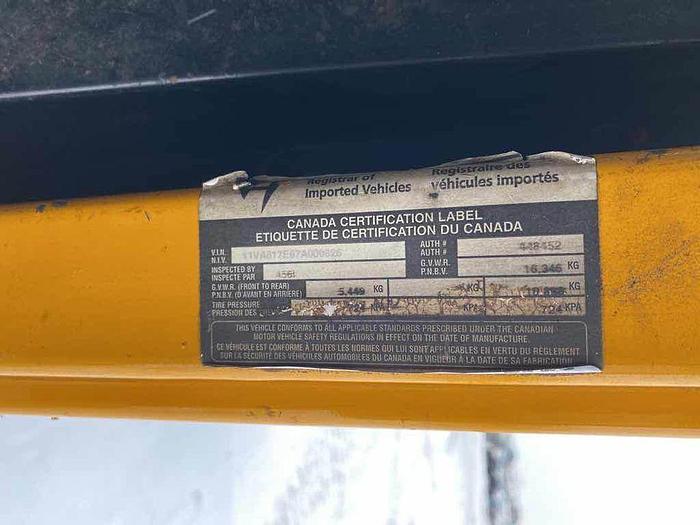 Registrar of Registraire des
Imported Vehicles véhicules importés
CANADA CERTIFICATION LABEL
ETIQUETTE DE CERTIFICATION DU CANADA
V.I.N. AUTH # 448452
N.I.V. AUTH #
INSPECTED BY 4561 G.V.W.R. 16,346 KG
INSPECTE PAR P.N.B.V.
G.V.W.R. (FRONT TO REAR) 5,449 KG KG KG
P.N.B.V. (D'AVANT EN ARRIERE)
TIRE PRESSURE 724 KPA KPA 724 KPA
PRESSION DES
THIS VEHICLE CONFORMS TO ALL APPLICABLE STANDARDS PRESCRIBED UNDER THE CANADIAN
MOTOR VEHICLE SAFETY REGULATIONS IN EFFECT ON THE DATE OF MANUFACTURE.
CE VÉHICULE EST CONFORME A TOUTES LES NORMES QUI LUI SONT APPLICABLES EN VERTU DU RÈGLEMENT
SUR LA SÉCURITÉ DES VÉHICULES AUTOMOBILES DU CANADA EN VIGUEUR A LA DATE DE SA FABRICATION